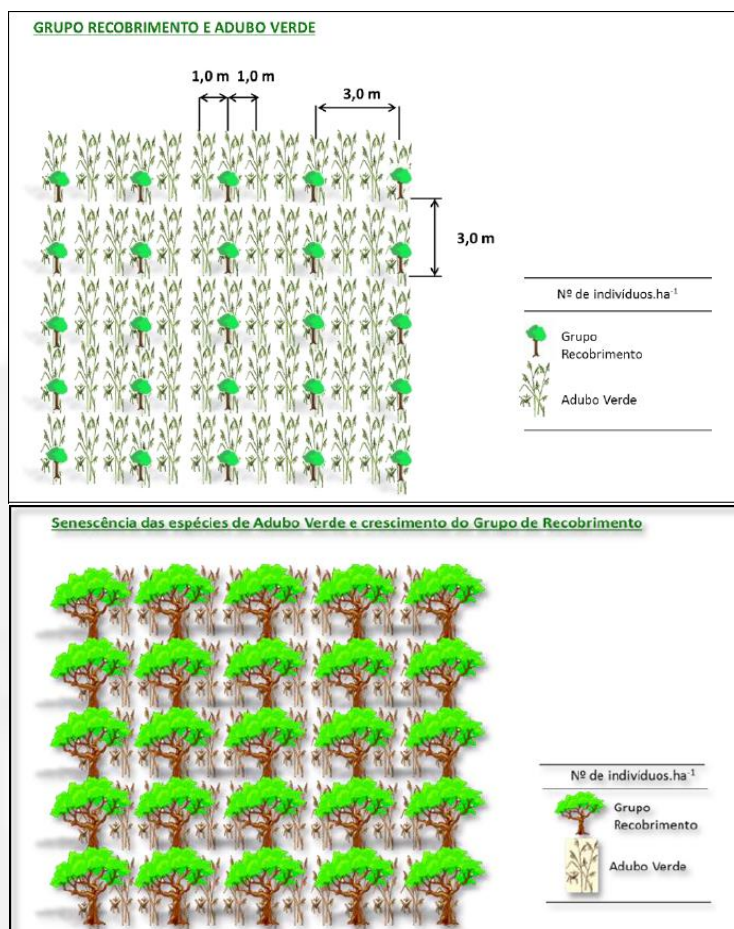 GRUPO RECOBRIMENTO E ADUBO VERDE
1,0 m 1,0 m
3,0 m
3,0 m
Nº de indivíduos.ha⁻¹
Grupo
Recobrimento
Adubo Verde
Senescência das espécies de Adubo Verde e crescimento do Grupo de Recobrimento
Nº de indivíduos.ha⁻¹
Grupo
Recobrimento
Adubo Verde